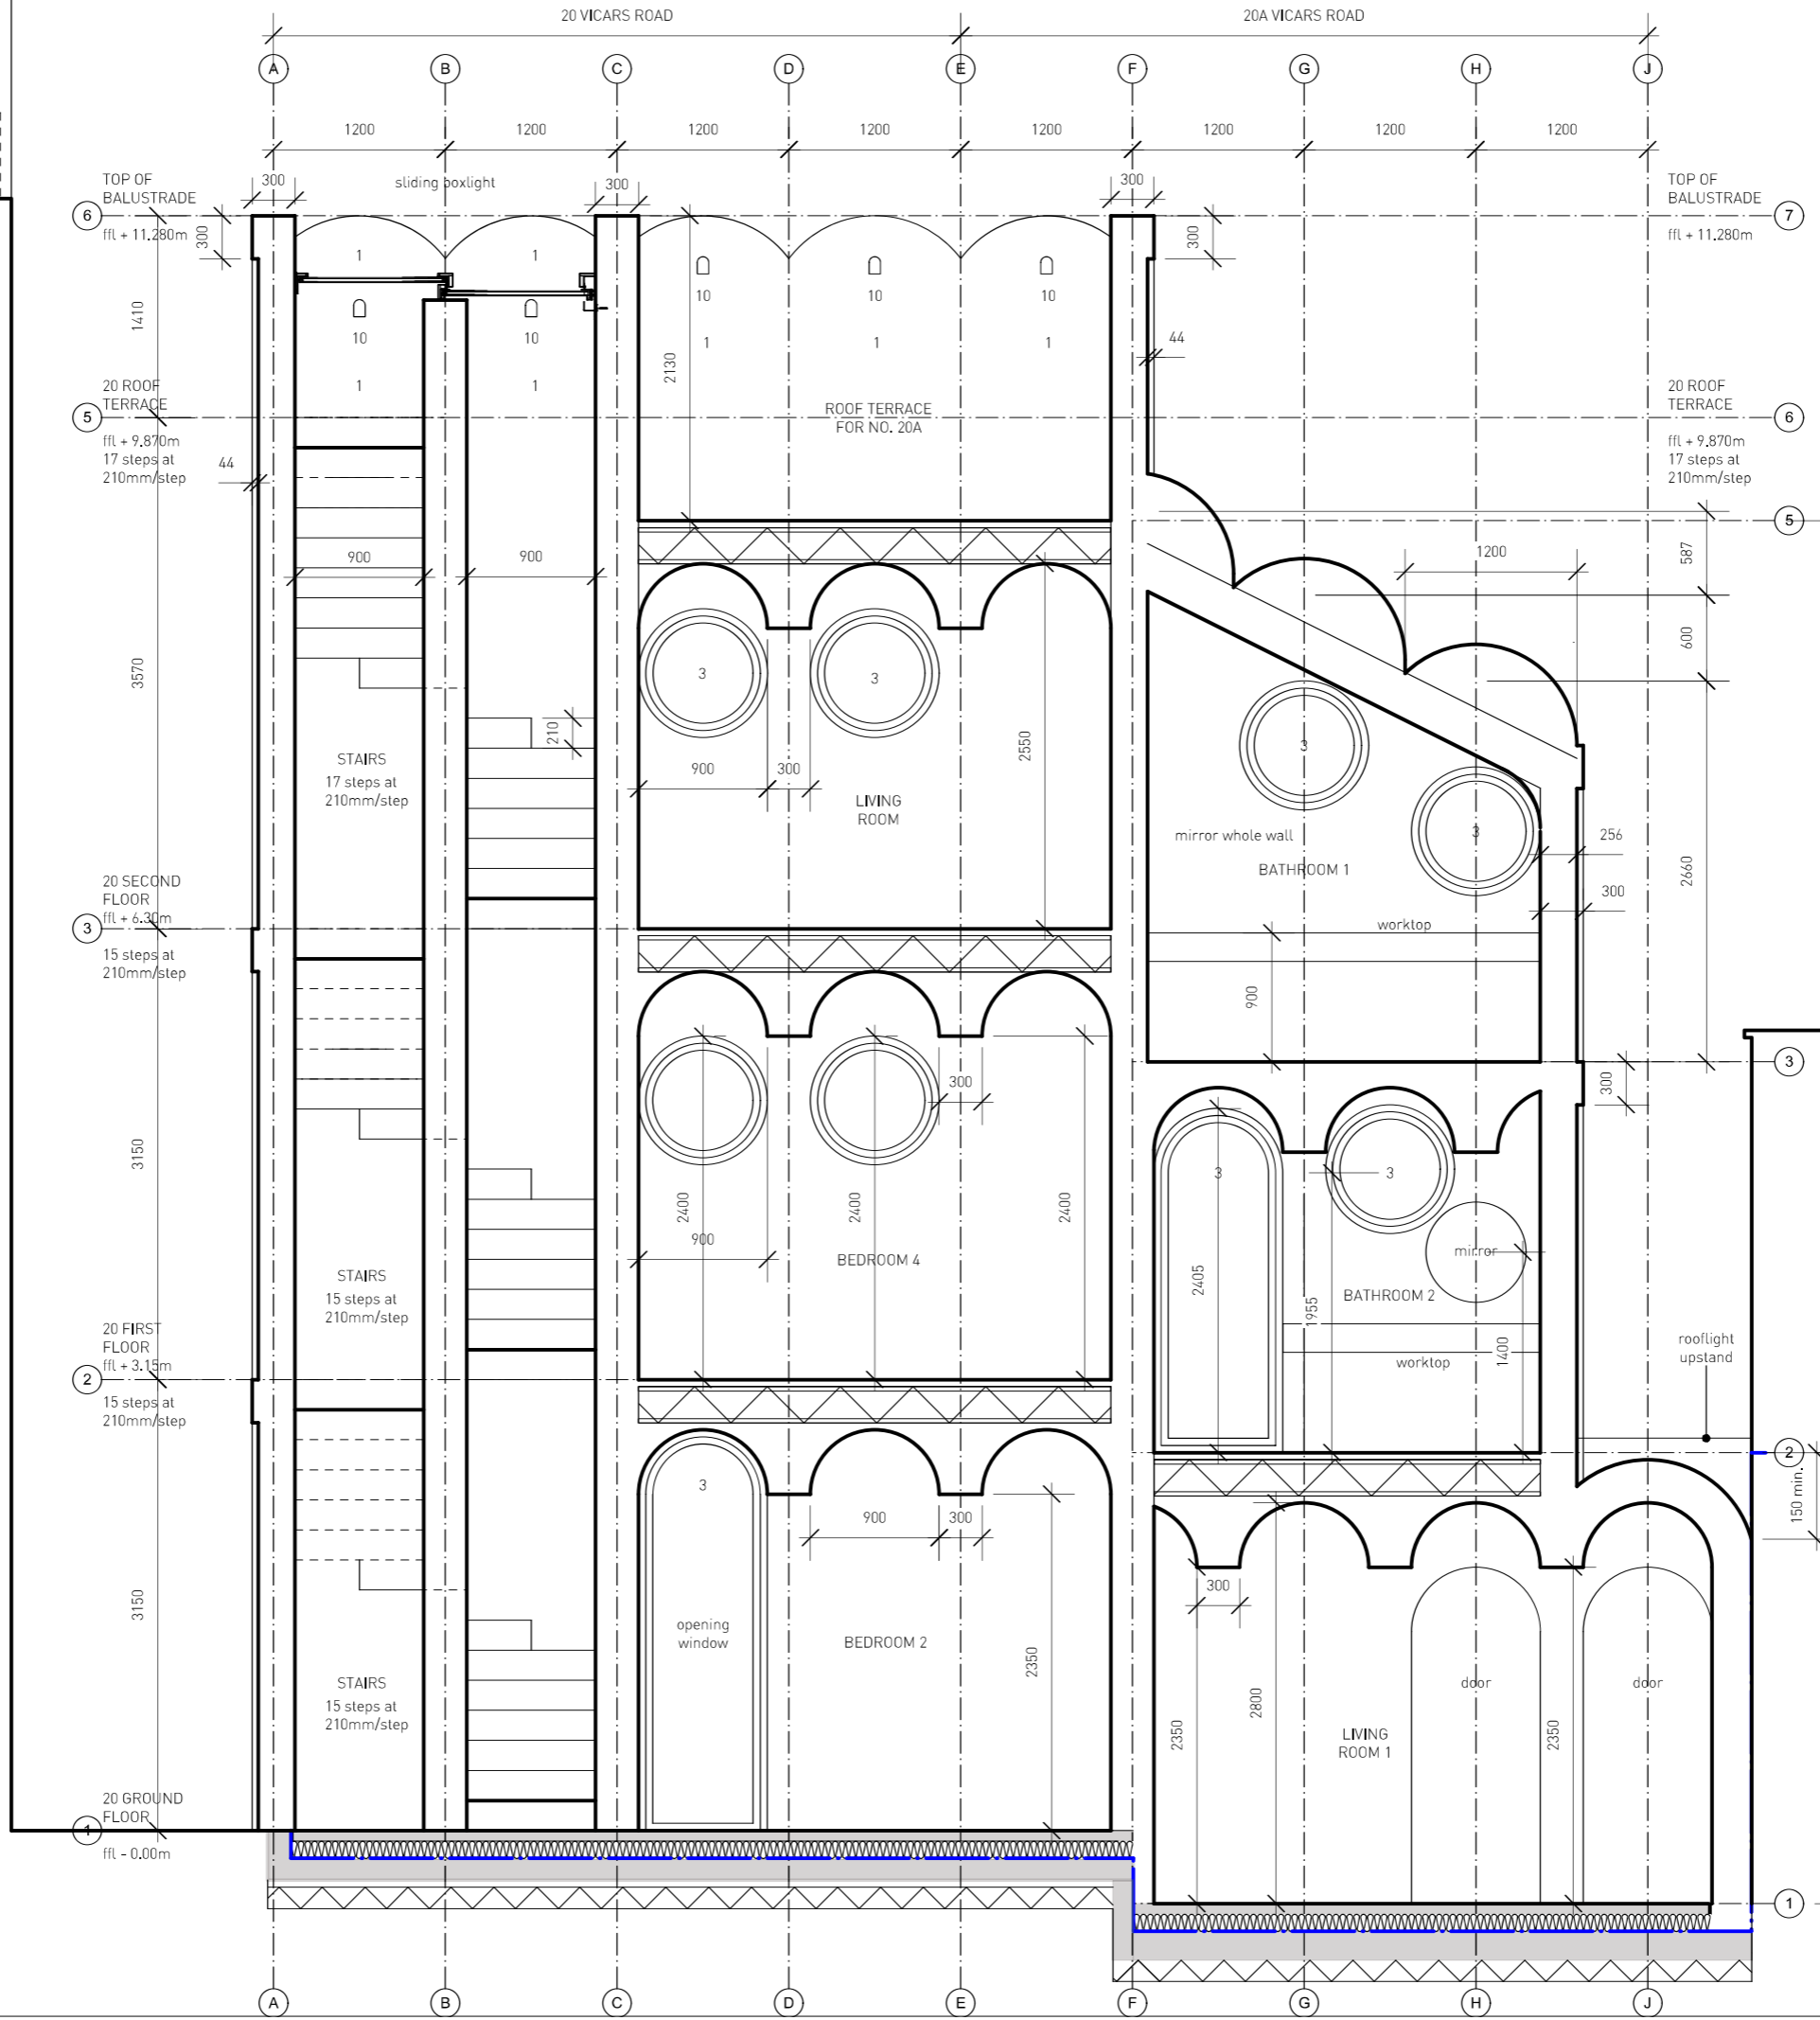 20 VICARS ROAD
20A VICARS ROAD
A
B
C
D
E
F
G
H
J
1200
1200
1200
1200
1200
1200
1200
1200
TOP OF
BALUSTRADE
6
ffl + 11.280m
300
sliding boxlight
300
300
TOP OF
BALUSTRADE
7
ffl + 11.280m
300
300
1
1
10
10
10
10
10
1
1
1
1
1
1410
2130
44
20 ROOF
TERRACE
5
ffl + 9.870m
17 steps at
210mm/step
44
ROOF TERRACE
FOR NO. 20A
20 ROOF
TERRACE
6
ffl + 9.870m
17 steps at
210mm/step
5
587
1200
600
900
900
3570
3
3
210
2550
900
300
STAIRS
17 steps at
210mm/step
LIVING
ROOM
3
3
mirror whole wall
BATHROOM 1
256
300
2660
20 SECOND
FLOOR
ffl + 6.30m
3
15 steps at
210mm/step
worktop
900
3
300
3150
300
2400
2400
2400
900
BEDROOM 4
STAIRS
15 steps at
210mm/step
3
3
2405
1955
mirror
BATHROOM 2
worktop
1400
rooflight
upstand
20 FIRST
FLOOR
ffl + 3.15m
2
15 steps at
210mm/step
2
150 min.
3
900
300
3150
opening
window
BEDROOM 2
2350
STAIRS
15 steps at
210mm/step
300
2350
2800
2350
door
door
LIVING
ROOM 1
20 GROUND
FLOOR
1
ffl - 0.00m
1
A
B
C
D
E
F
G
H
J